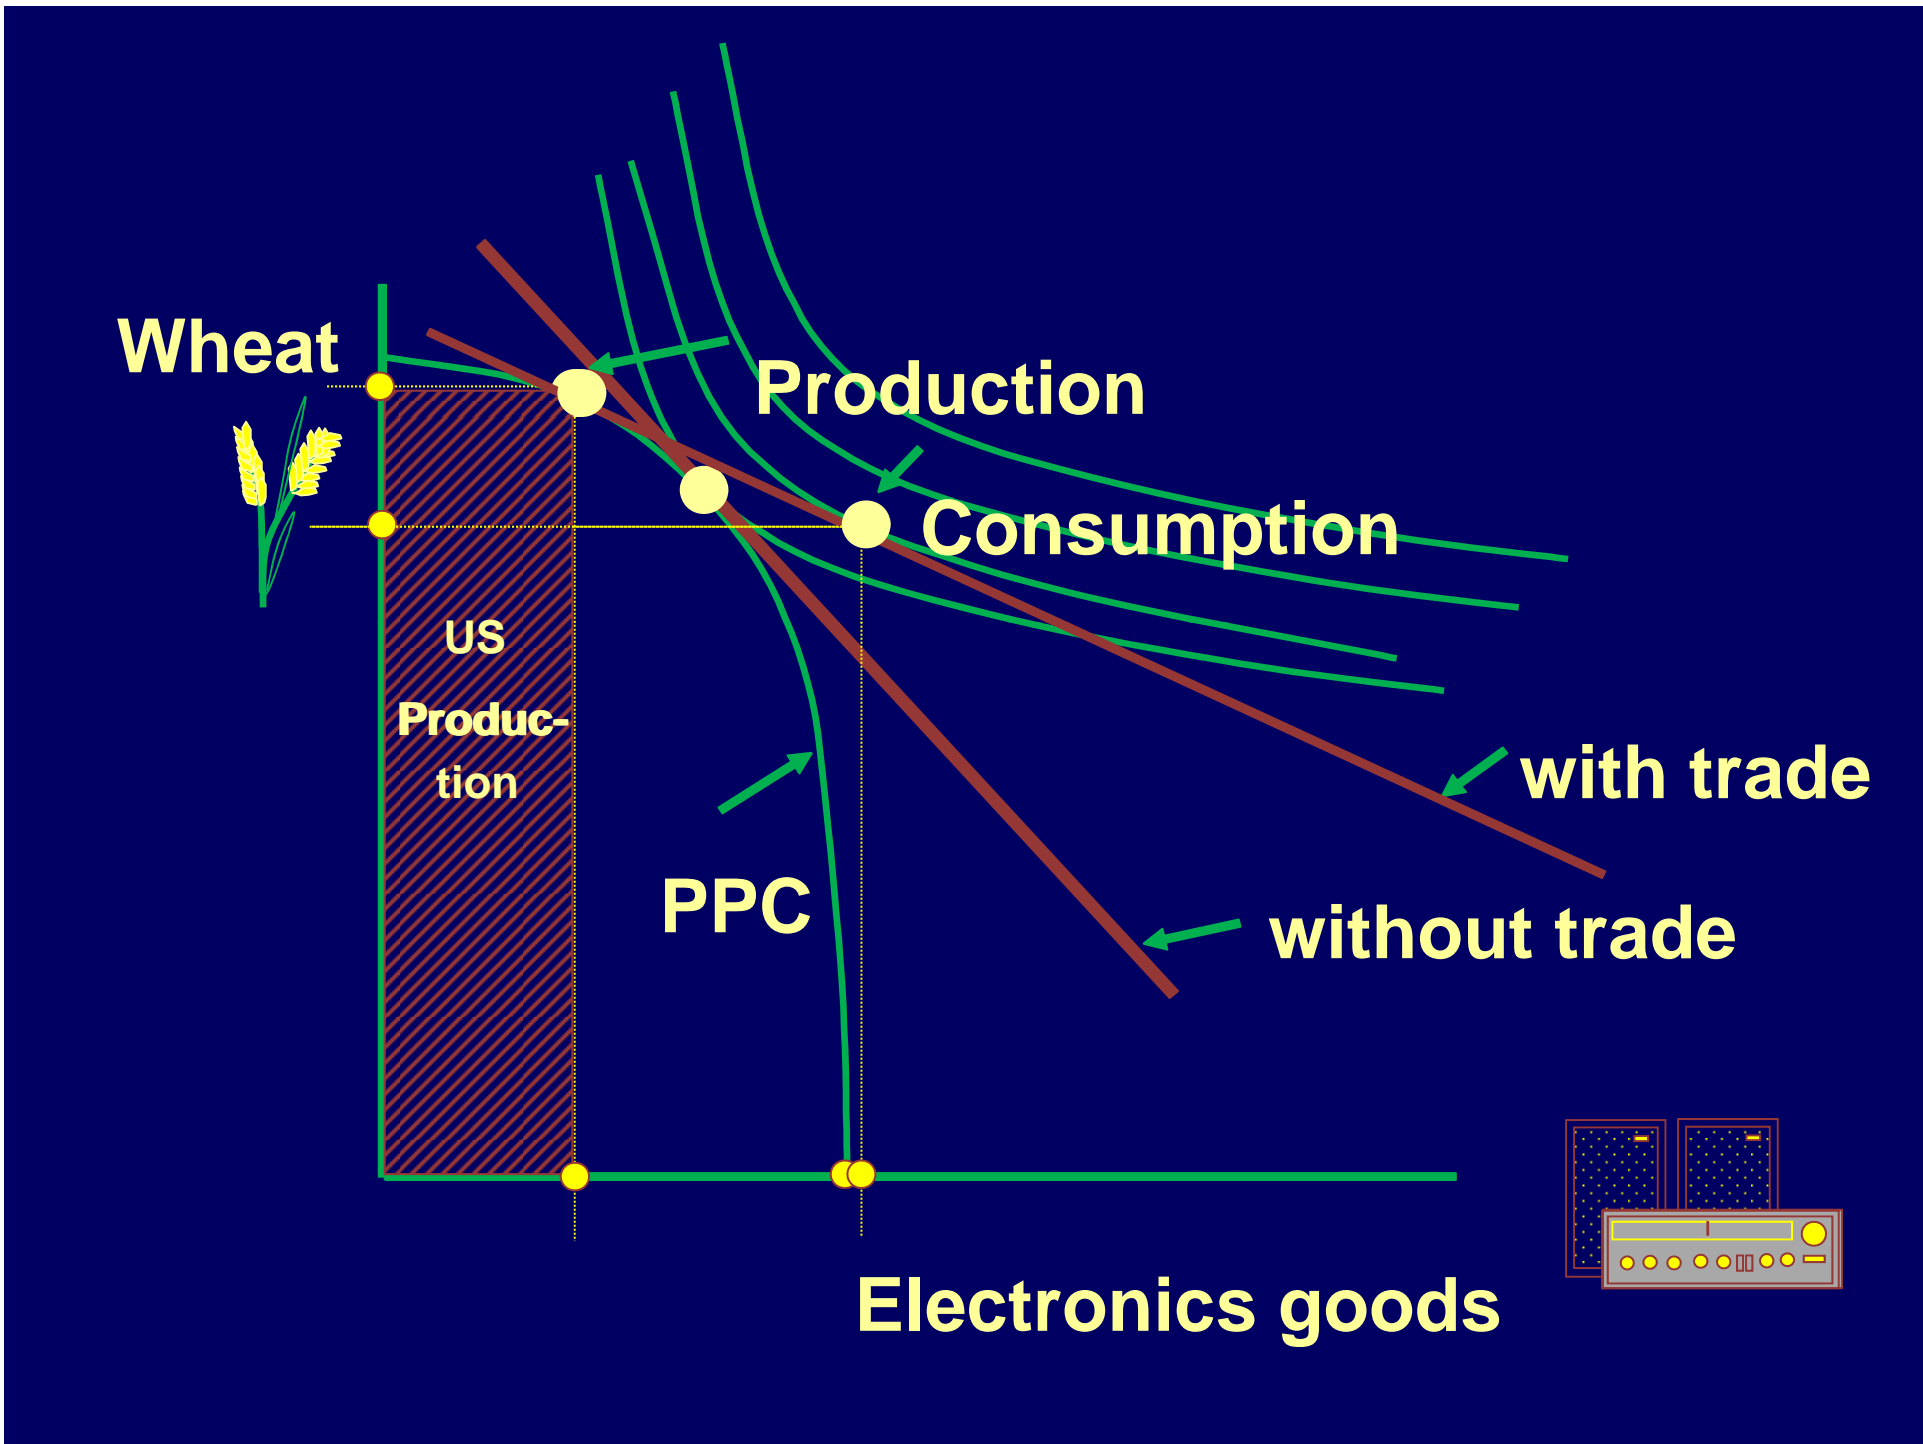 Wheat
Production
Consumption
US
Produc-
tion
with trade
PPC
without trade
Electronics goods